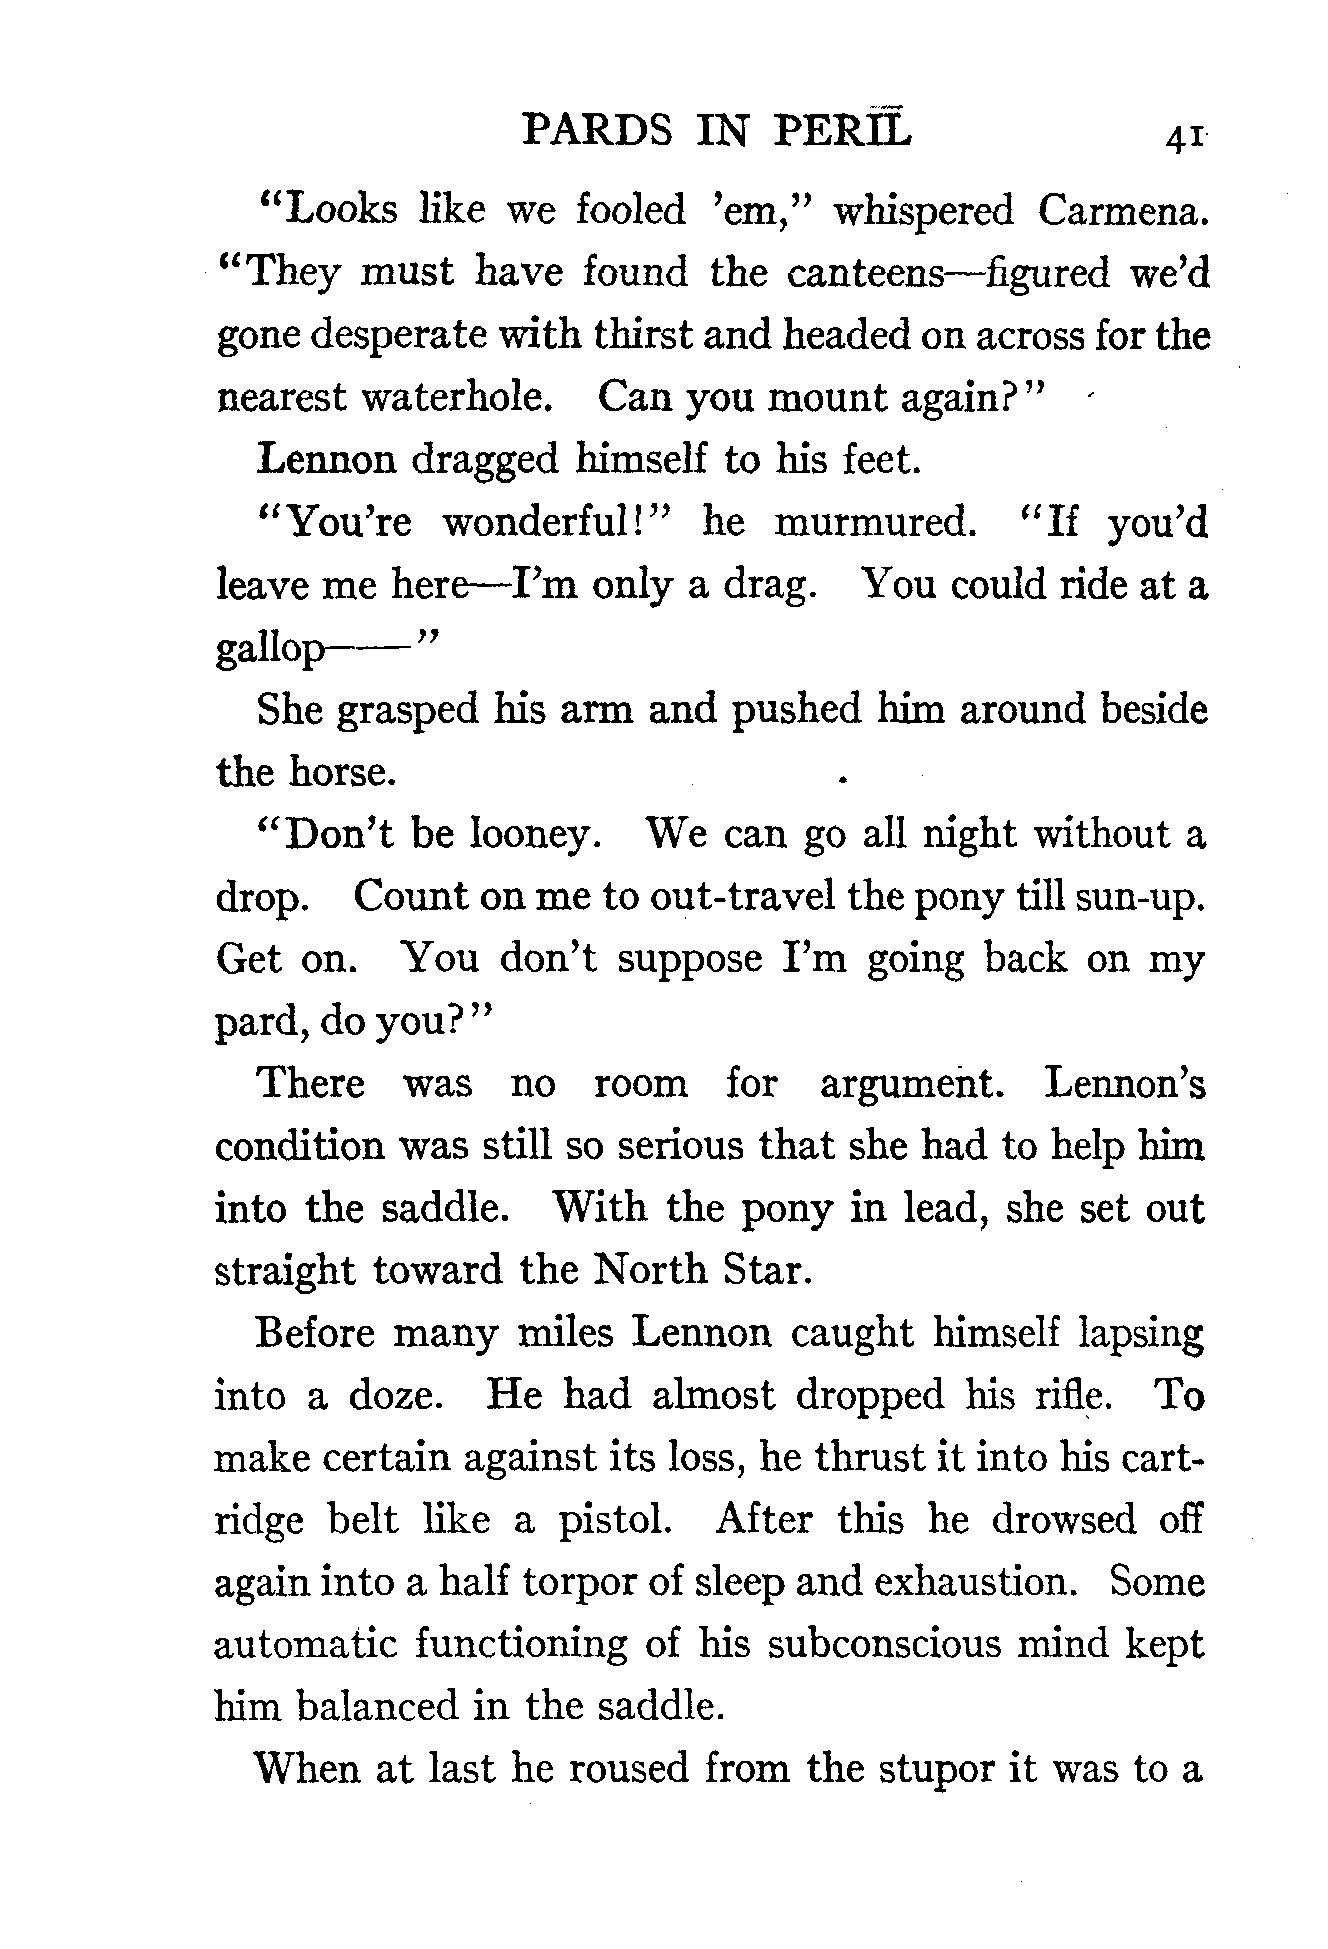 PARDS IN PERIL 41
“Looks like we fooled ’em,” whispered Carmena.
“They must have found the canteens—figured we’d
gone desperate with thirst and headed on across for the
nearest waterhole. Can you mount again?”
Lennon dragged himself to his feet.
“You’re wonderful!” he murmured. “If you’d
leave me here—I’m only a drag. You could ride at a
gallop——”
She grasped his arm and pushed him around beside
the horse.
“Don’t be looney. We can go all night without a
drop. Count on me to out-travel the pony till sun-up.
Get on. You don’t suppose I’m going back on my
pard, do you?”
There was no room for argument. Lennon’s
condition was still so serious that she had to help him
into the saddle. With the pony in lead, she set out
straight toward the North Star.
Before many miles Lennon caught himself lapsing
into a doze. He had almost dropped his rifle. To
make certain against its loss, he thrust it into his cart-
ridge belt like a pistol. After this he drowsed off
again into a half torpor of sleep and exhaustion. Some
automatic functioning of his subconscious mind kept
him balanced in the saddle.
When at last he roused from the stupor it was to a